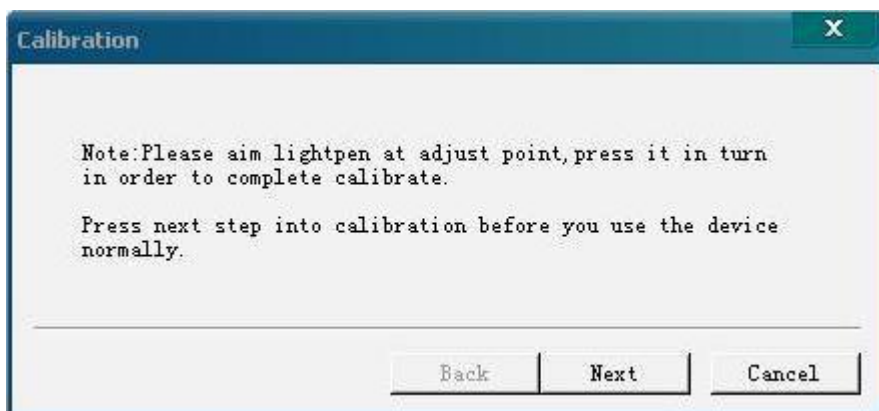 Calibration
X
Note:Please aim lightpen at adjust point,press it in turn
in order to complete calibrate.
Press next step into calibration before you use the device
normally.
Back Next Cancel